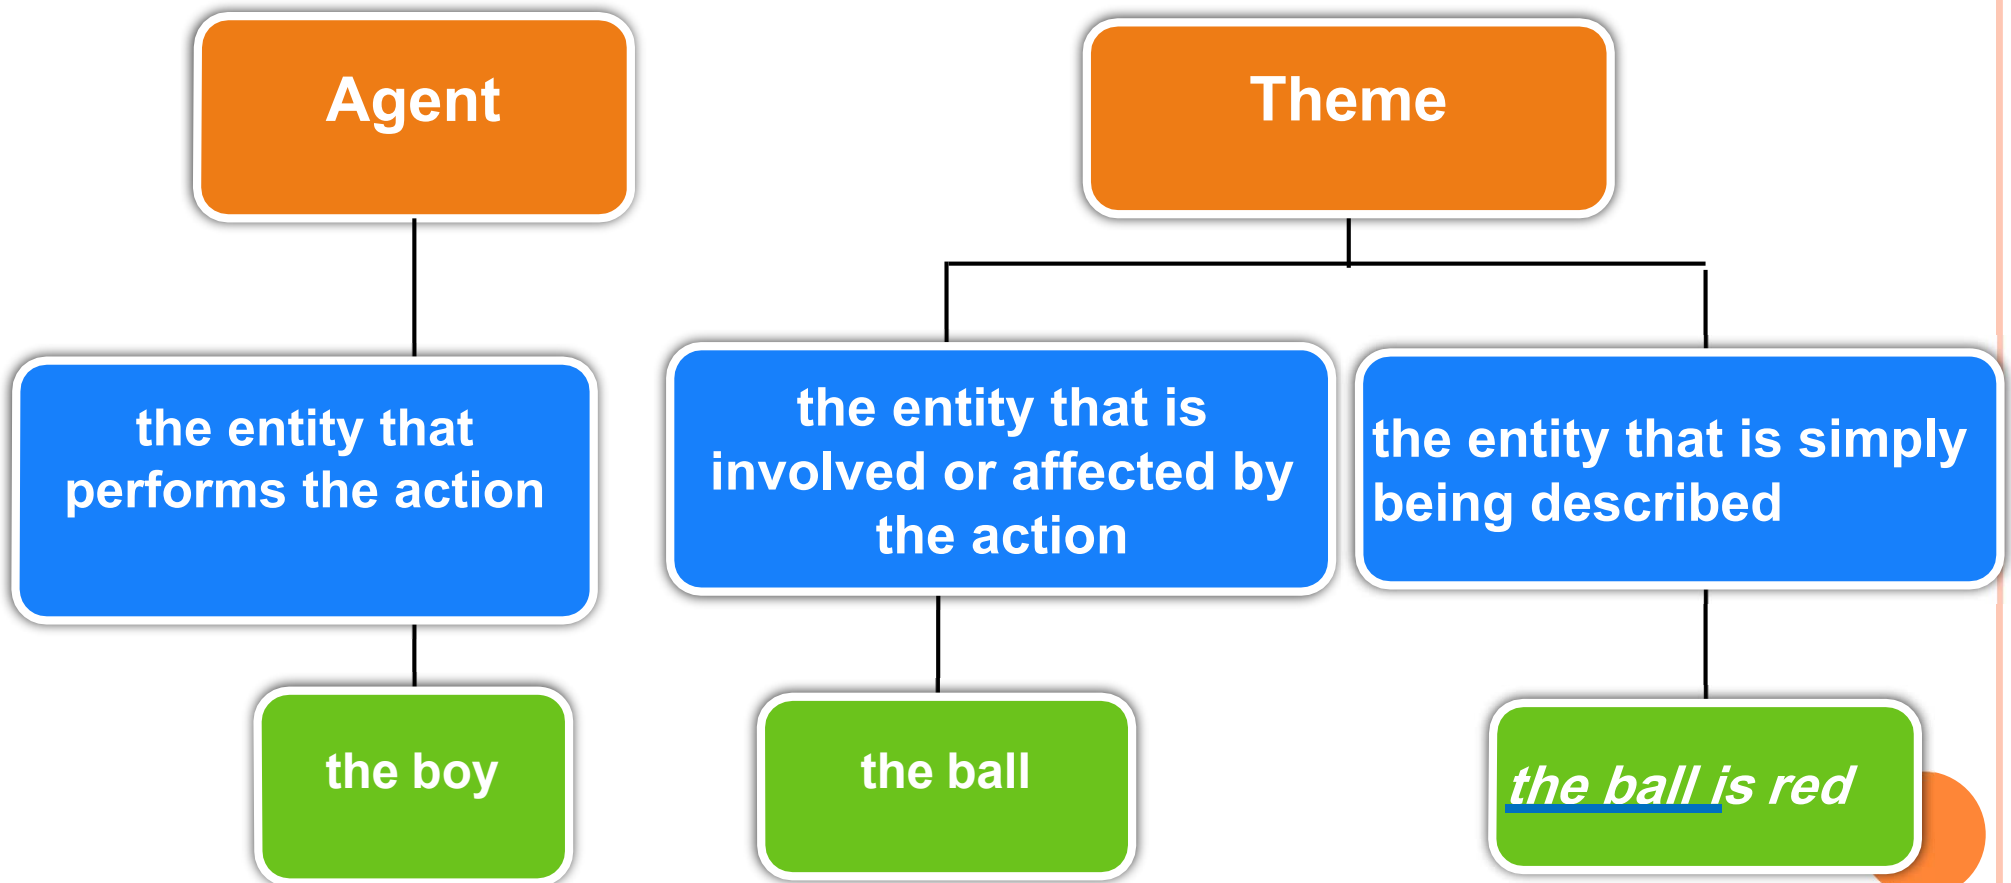 Agent
Theme
the entity that
performs the action
the entity that is
involved or affected by
the action
the entity that is simply
being described
the boy
the ball
the ball is red